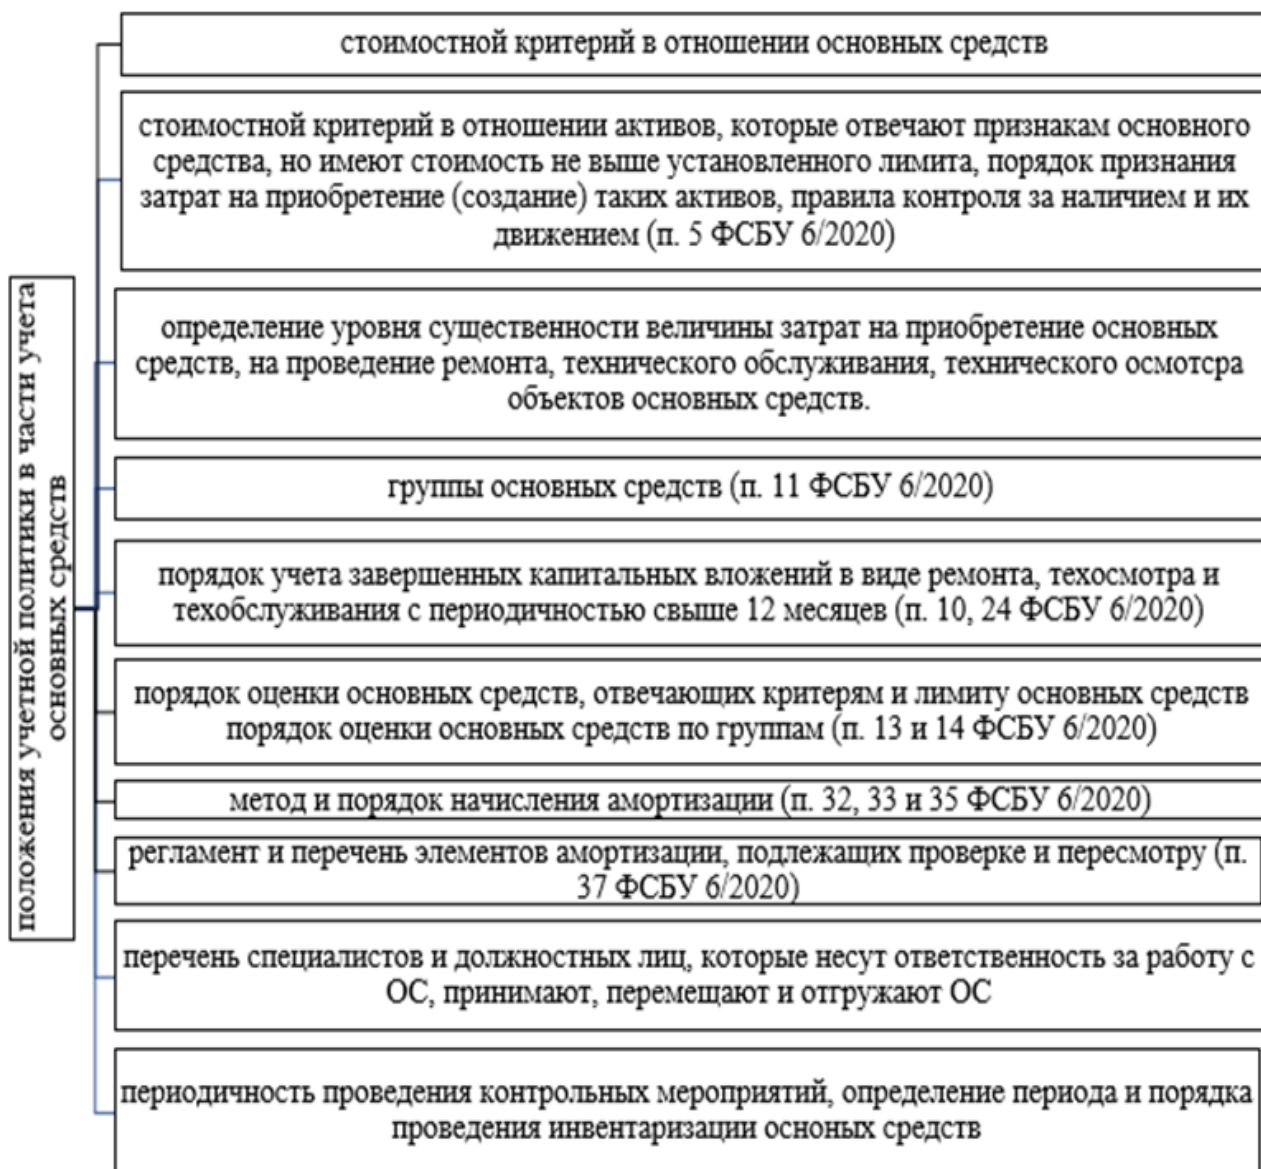 положения учетной политики в части учета
основных средств
стоимостной критерий в отношении основных средств
стоимостной критерий в отношении активов, которые отвечают признакам основного
средства, но имеют стоимость не выше установленного лимита, порядок признания
затрат на приобретение (создание) таких активов, правила контроля за наличием и их
движением (п. 5 ФСБУ 6/2020)
определение уровня существенности величины затрат на приобретение основных
средств, на проведение ремонта, технического обслуживания, технического осмотсра
объектов основных средств.
группы основных средств (п. 11 ФСБУ 6/2020)
порядок учета завершенных капитальных вложений в виде ремонта, техосмотра и
техобслуживания с периодичностью свыше 12 месяцев (п. 10, 24 ФСБУ 6/2020)
порядок оценки основных средств, отвечающих критерям и лимиту основных средств
порядок оценки основных средств по группам (п. 13 и 14 ФСБУ 6/2020)
метод и порядок начисления амортизации (п. 32, 33 и 35 ФСБУ 6/2020)
регламент и перечень элементов амортизации, подлежащих проверке и пересмотру (п.
37 ФСБУ 6/2020)
перечень специалистов и должностных лиц, которые несут ответственность за работу с
ОС, принимают, перемещают и отгружают ОС
периодичность проведения контрольных мероприятий, определение периода и порядка
проведения инвентаризации осноных средств